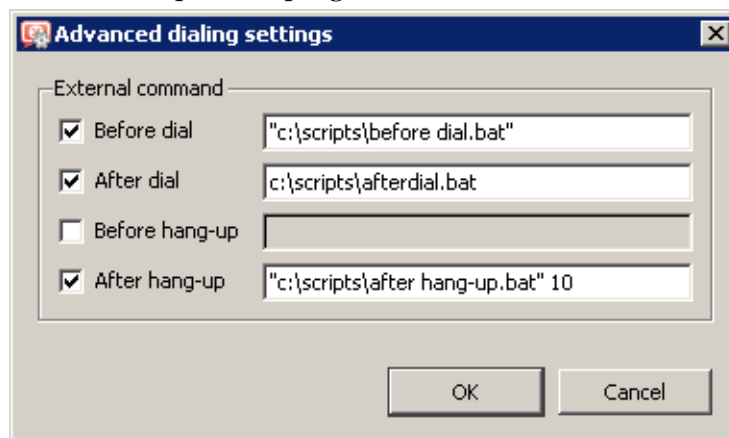 Advanced dialing settings
External command
Before dial "c:\scripts\before dial.bat"
After dial c:\scripts\afterdial.bat
Before hang-up
After hang-up "c:\scripts\after hang-up.bat" 10
OK Cancel